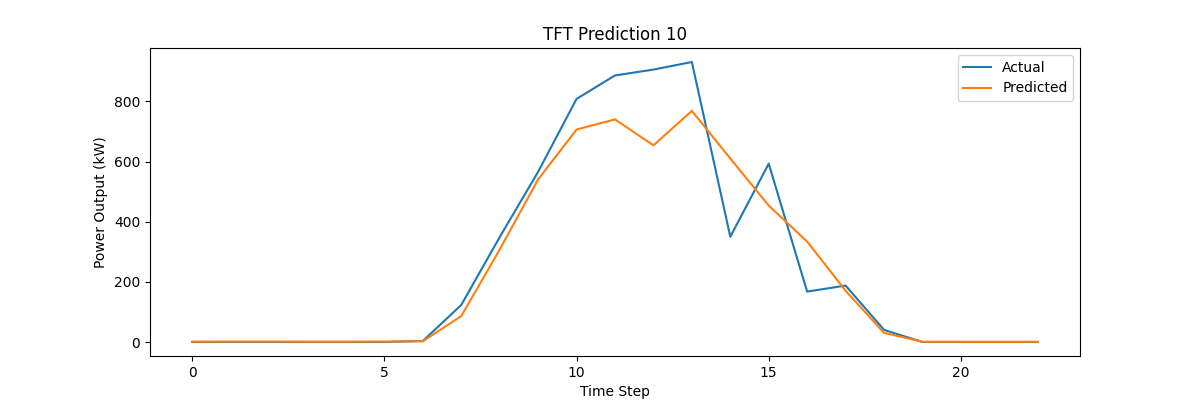 TFT Prediction 10
Actual
Predicted
Power Output (kW)
800
600
400
200
0
0 5 10 15 20
Time Step